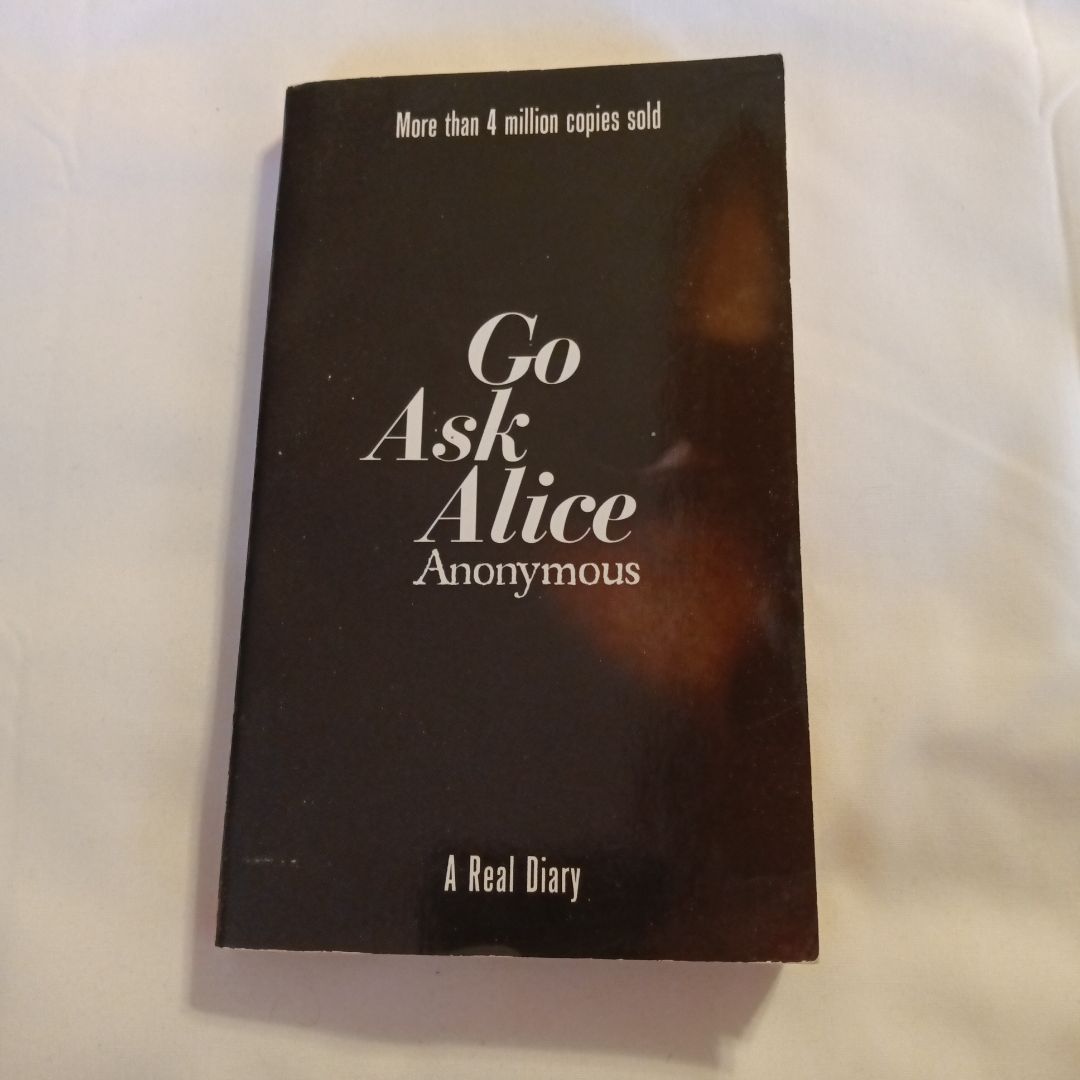 More than 4 million copies sold
Go
Ask
Alice
Anonymous
A Real Diary